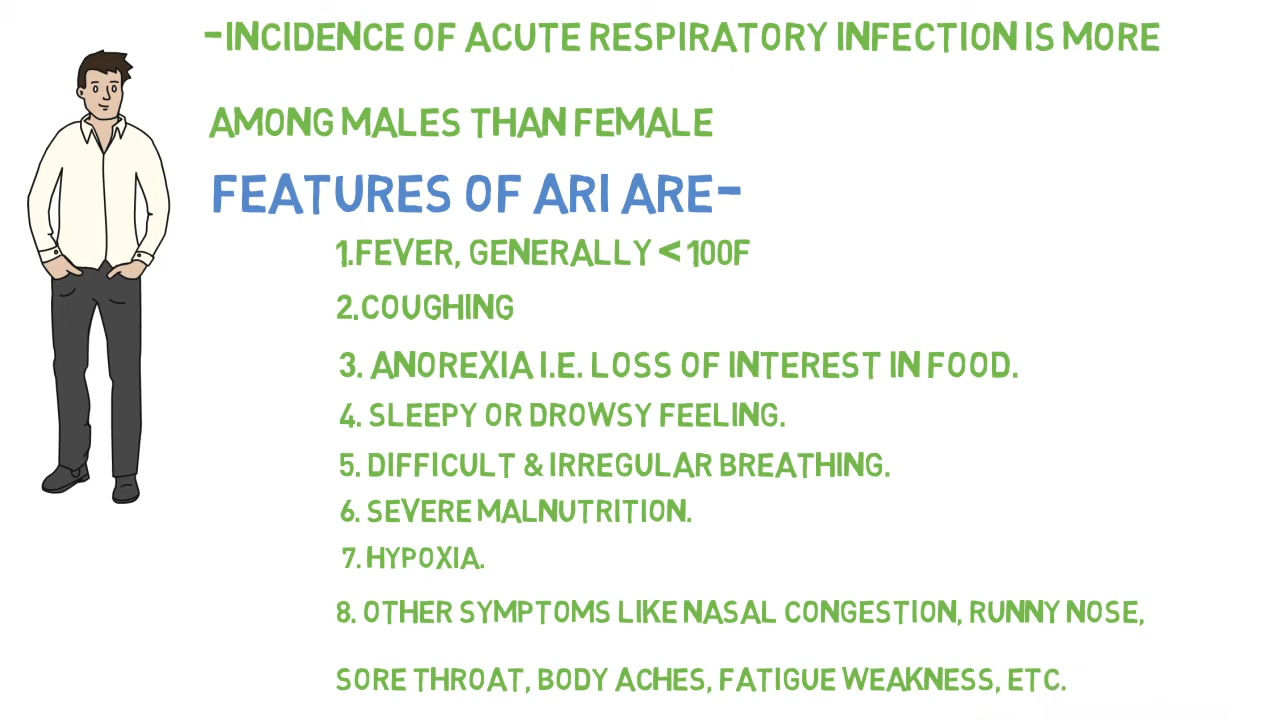 -INCIDENCE OF ACUTE RESPIRATORY INFECTION IS MORE
AMONG MALES THAN FEMALE
FEATURES OF ARI ARE-
1.FEVER, GENERALLY < 100F
2.COUGHING
3. ANOREXIA I.E. LOSS OF INTEREST IN FOOD.
4. SLEEPY OR DROWSY FEELING.
5. DIFFICULT & IRREGULAR BREATHING.
6. SEVERE MALNUTRITION.
7. HYPOXIA.
8. OTHER SYMPTOMS LIKE NASAL CONGESTION, RUNNY NOSE,
SORE THROAT, BODY ACHES, FATIGUE WEAKNESS, ETC.